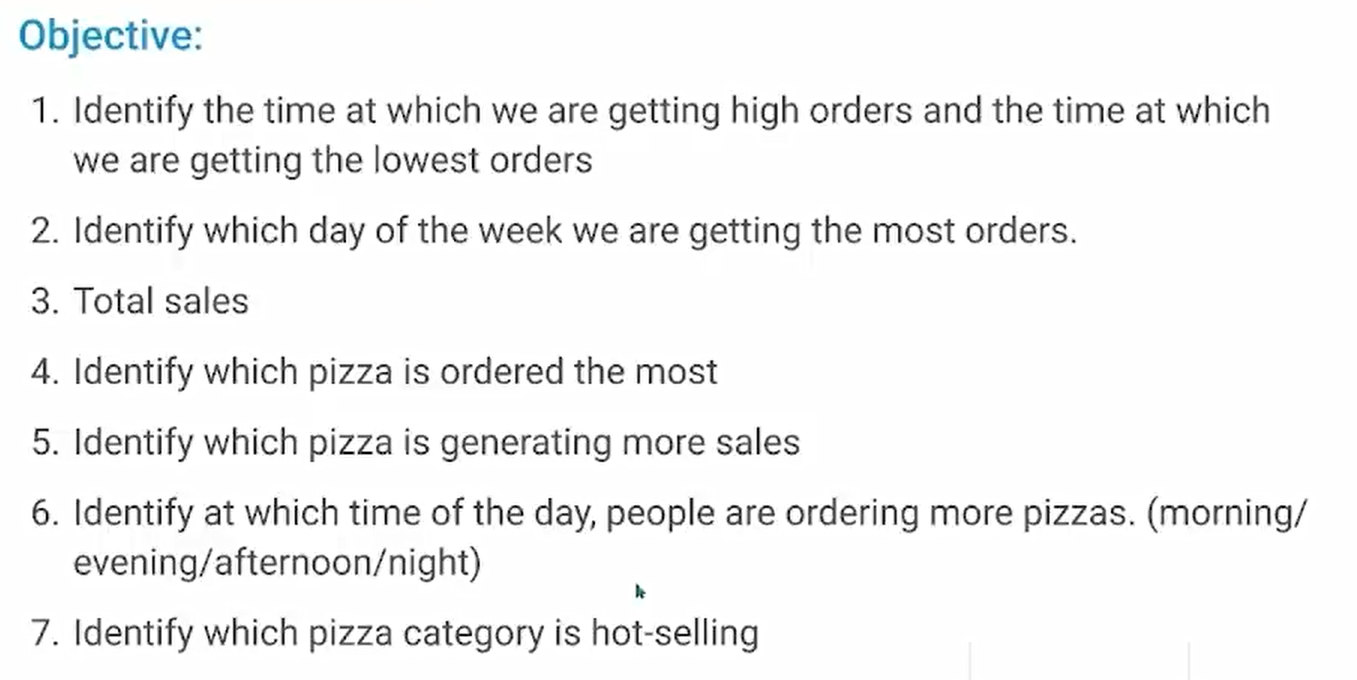 Objective:
1. Identify the time at which we are getting high orders and the time at which
we are getting the lowest orders
2. Identify which day of the week we are getting the most orders.
3. Total sales
4. Identify which pizza is ordered the most
5. Identify which pizza is generating more sales
6. Identify at which time of the day, people are ordering more pizzas. (morning/
evening/afternoon/night)
7. Identify which pizza category is hot-selling